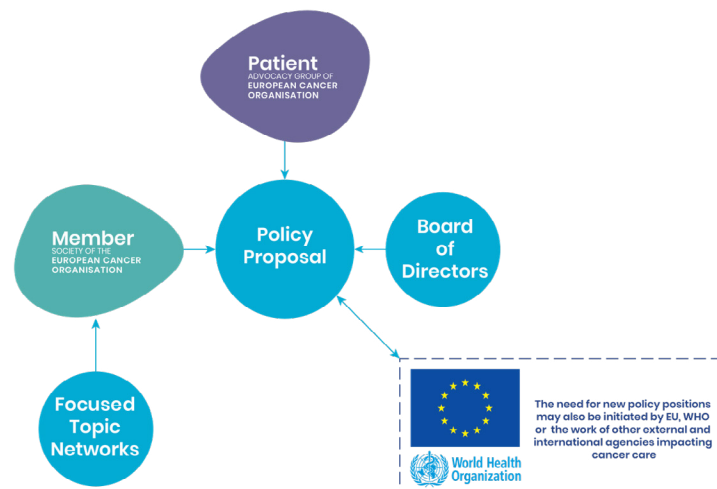 Patient
ADVOCACY GROUP OF
EUROPEAN CANCER
ORGANISATION
Member
SOCIETY OF THE
EUROPEAN CANCER
ORGANISATION
Policy
Proposal
Board
of
Directors
Focused
Topic
Networks
World Health
Organization
The need for new policy positions
may also be initiated by EU, WHO
or the work of other external and
international agencies impacting
cancer care